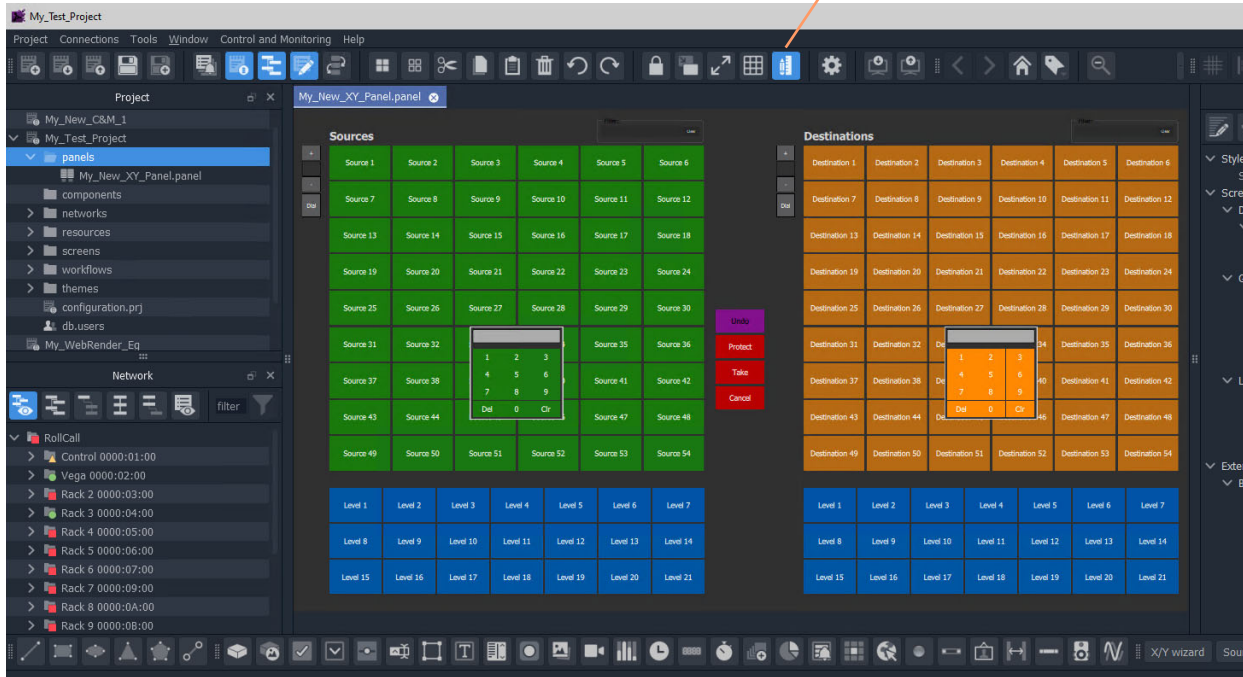 My_Test_Project
Project Connections Tools Window Control and Monitoring Help
Project
My_New_XY_Panel.panel
My_New_C&M_1
My_Test_Project
panels
My_New_XY_Panel.panel
components
networks
resources
screens
workflows
themes
configuration.prj
db.users
My_WebRender_Eg
Network
filter
RollCall
Control 0000:01:00
Vega 0000:02:00
Rack 2 0000:03:00
Rack 3 0000:04:00
Rack 4 0000:05:00
Rack 5 0000:06:00
Rack 6 0000:07:00
Rack 7 0000:09:00
Rack 8 0000:0A:00
Rack 9 0000:0B:00
Sources
+
-
Dial
Source 1 Source 2 Source 3 Source 4 Source 5 Source 6
Source 7 Source 8 Source 9 Source 10 Source 11 Source 12
Source 13 Source 14 Source 15 Source 16 Source 17 Source 18
Source 19 Source 20 Source 21 Source 22 Source 23 Source 24
Source 25 Source 26 Source 27 Source 28 Source 29 Source 30
Source 31 Source 32 Source 35 Source 36
Source 37 Source 38 Source 41 Source 42
Source 43 Source 44 Source 47 Source 48
Source 49 Source 50 Source 51 Source 52 Source 53 Source 54
1 2 3
4 5 6
7 8 9
Del 0 Clr
Level 1 Level 2 Level 3 Level 4 Level 5 Level 6 Level 7
Level 8 Level 9 Level 10 Level 11 Level 12 Level 13 Level 14
Level 15 Level 16 Level 17 Level 18 Level 19 Level 20 Level 21
Undo
Protect
Take
Cancel
Destinations
+
-
Dial
Destination 1 Destination 2 Destination 3 Destination 4 Destination 5 Destination 6
Destination 7 Destination 8 Destination 9 Destination 10 Destination 11 Destination 12
Destination 13 Destination 14 Destination 15 Destination 16 Destination 17 Destination 18
Destination 19 Destination 20 Destination 21 Destination 22 Destination 23 Destination 24
Destination 25 Destination 26 Destination 27 Destination 28 Destination 29 Destination 30
Destination 31 Destination 32 De 34 Destination 35 Destination 36
Destination 37 Destination 38 De 40 Destination 41 Destination 42
Destination 43 Destination 44 De 46 Destination 47 Destination 48
Destination 49 Destination 50 Destination 51 Destination 52 Destination 53 Destination 54
1 2 3
4 5 6
7 8 9
Del 0 Clr
Level 1 Level 2 Level 3 Level 4 Level 5 Level 6 Level 7
Level 8 Level 9 Level 10 Level 11 Level 12 Level 13 Level 14
Level 15 Level 16 Level 17 Level 18 Level 19 Level 20 Level 21
Style
S
Scre
D
G
L
Exter
B
X/Y wizard Sou